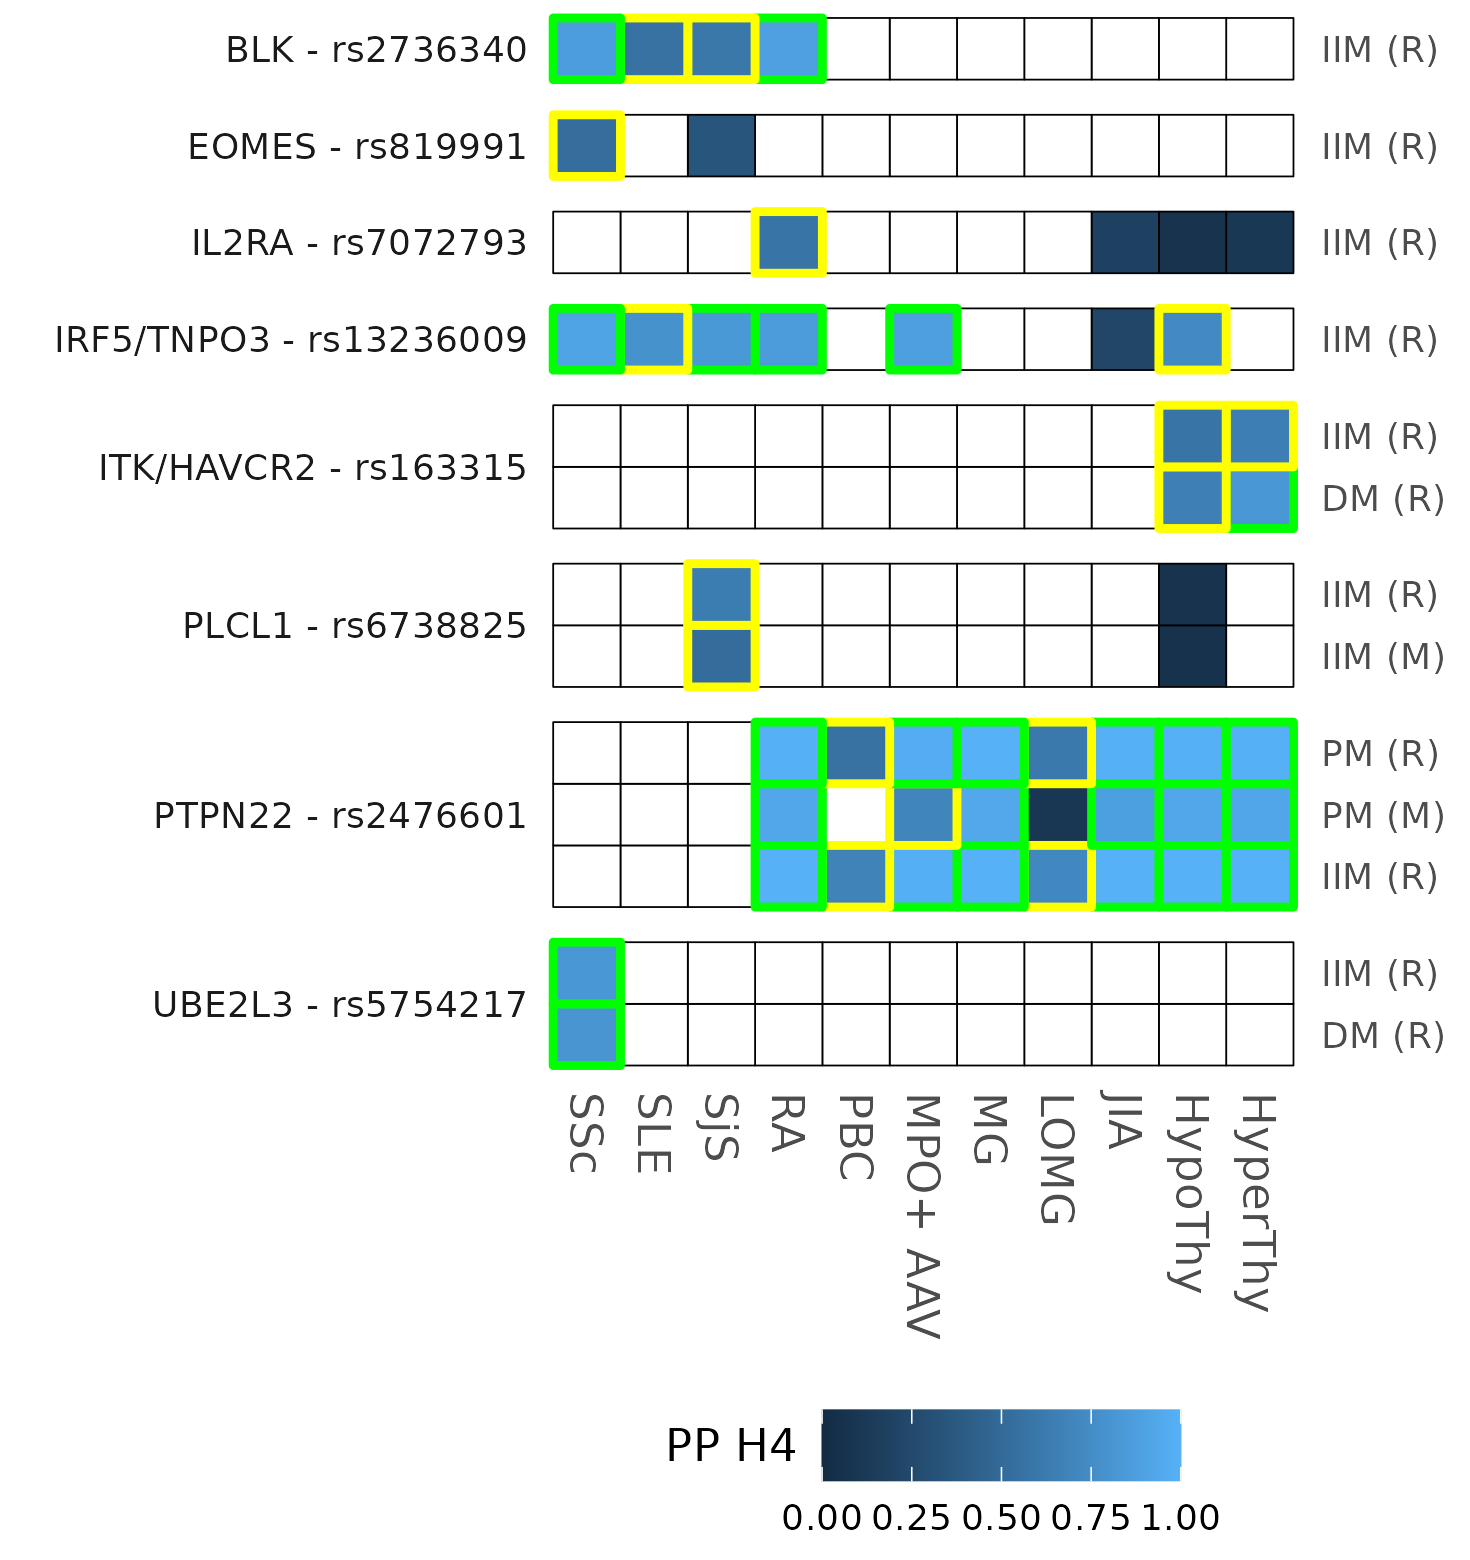 BLK - rs2736340 IIM (R)
EOMES - rs819991 IIM (R)
IL2RA - rs7072793 IIM (R)
IRF5/TNPO3 - rs13236009 IIM (R)
ITK/HAVCR2 - rs163315 IIM (R)
DM (R)
PLCL1 - rs6738825 IIM (R)
IIM (M)
PTPN22 - rs2476601 PM (R)
PM (M)
IIM (R)
UBE2L3 - rs5754217 IIM (R)
DM (R)
SSc
SLE
SjS
RA
PBC
MPO+ AAV
MG
LOMG
JIA
HypoThy
HyperThy
PP H4
0.00 0.25 0.50 0.75 1.00